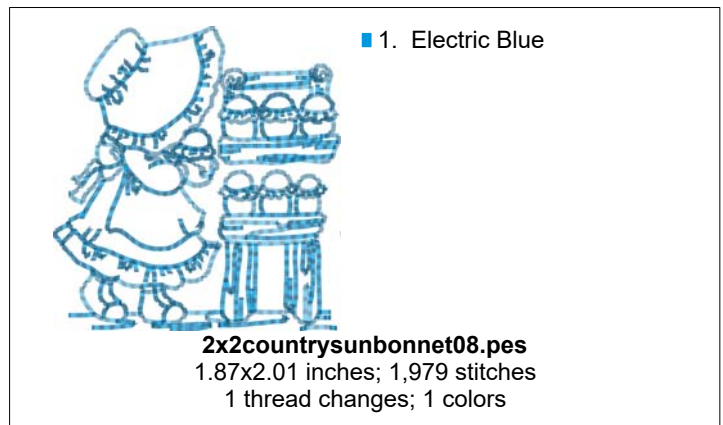 1. Electric Blue
2x2countrysunbonnet08.pes
1.87x2.01 inches; 1,979 stitches
1 thread changes; 1 colors